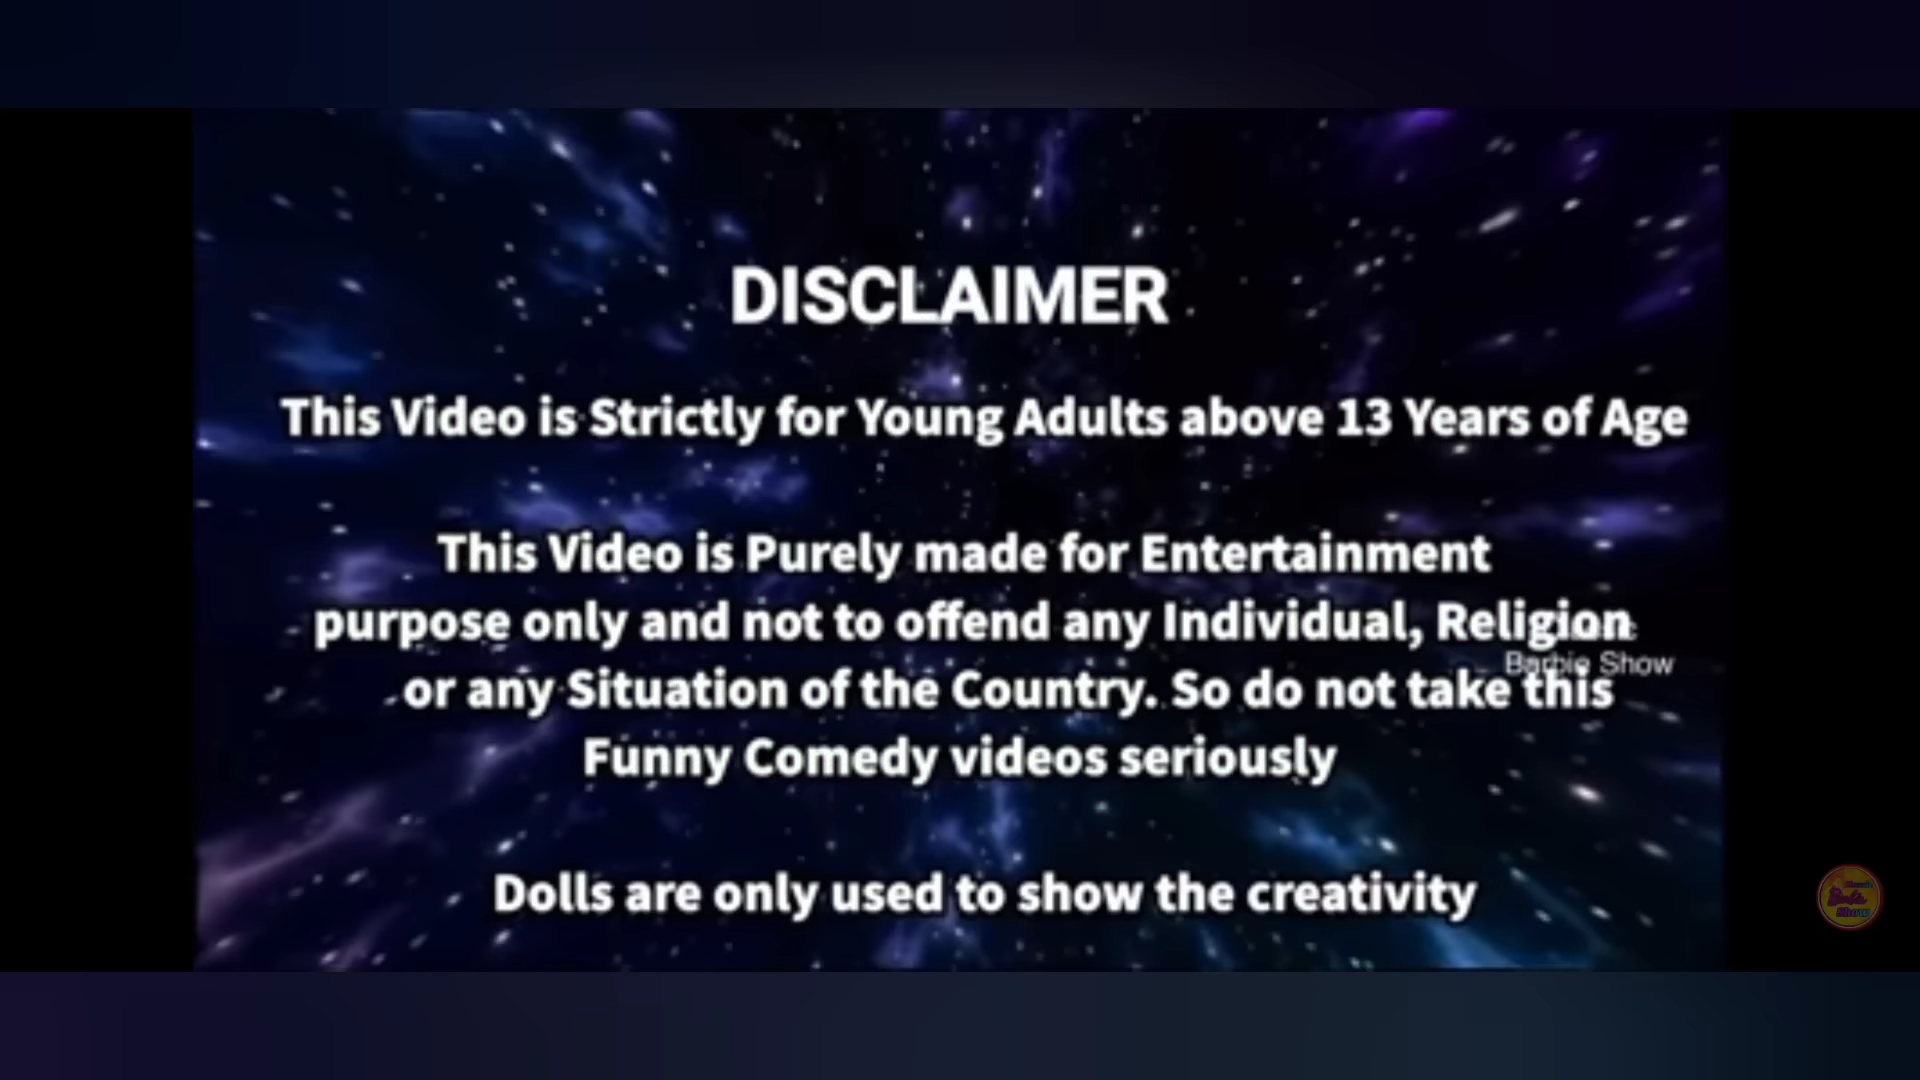 DISCLAIMER
This Video is Strictly for Young Adults above 13 Years of Age
This Video is Purely made for Entertainment
purpose only and not to offend any Individual, Religion
or any Situation of the Country. So do not take this
Funny Comedy videos seriously
Dolls are only used to show the creativity
Barbie Show
Show